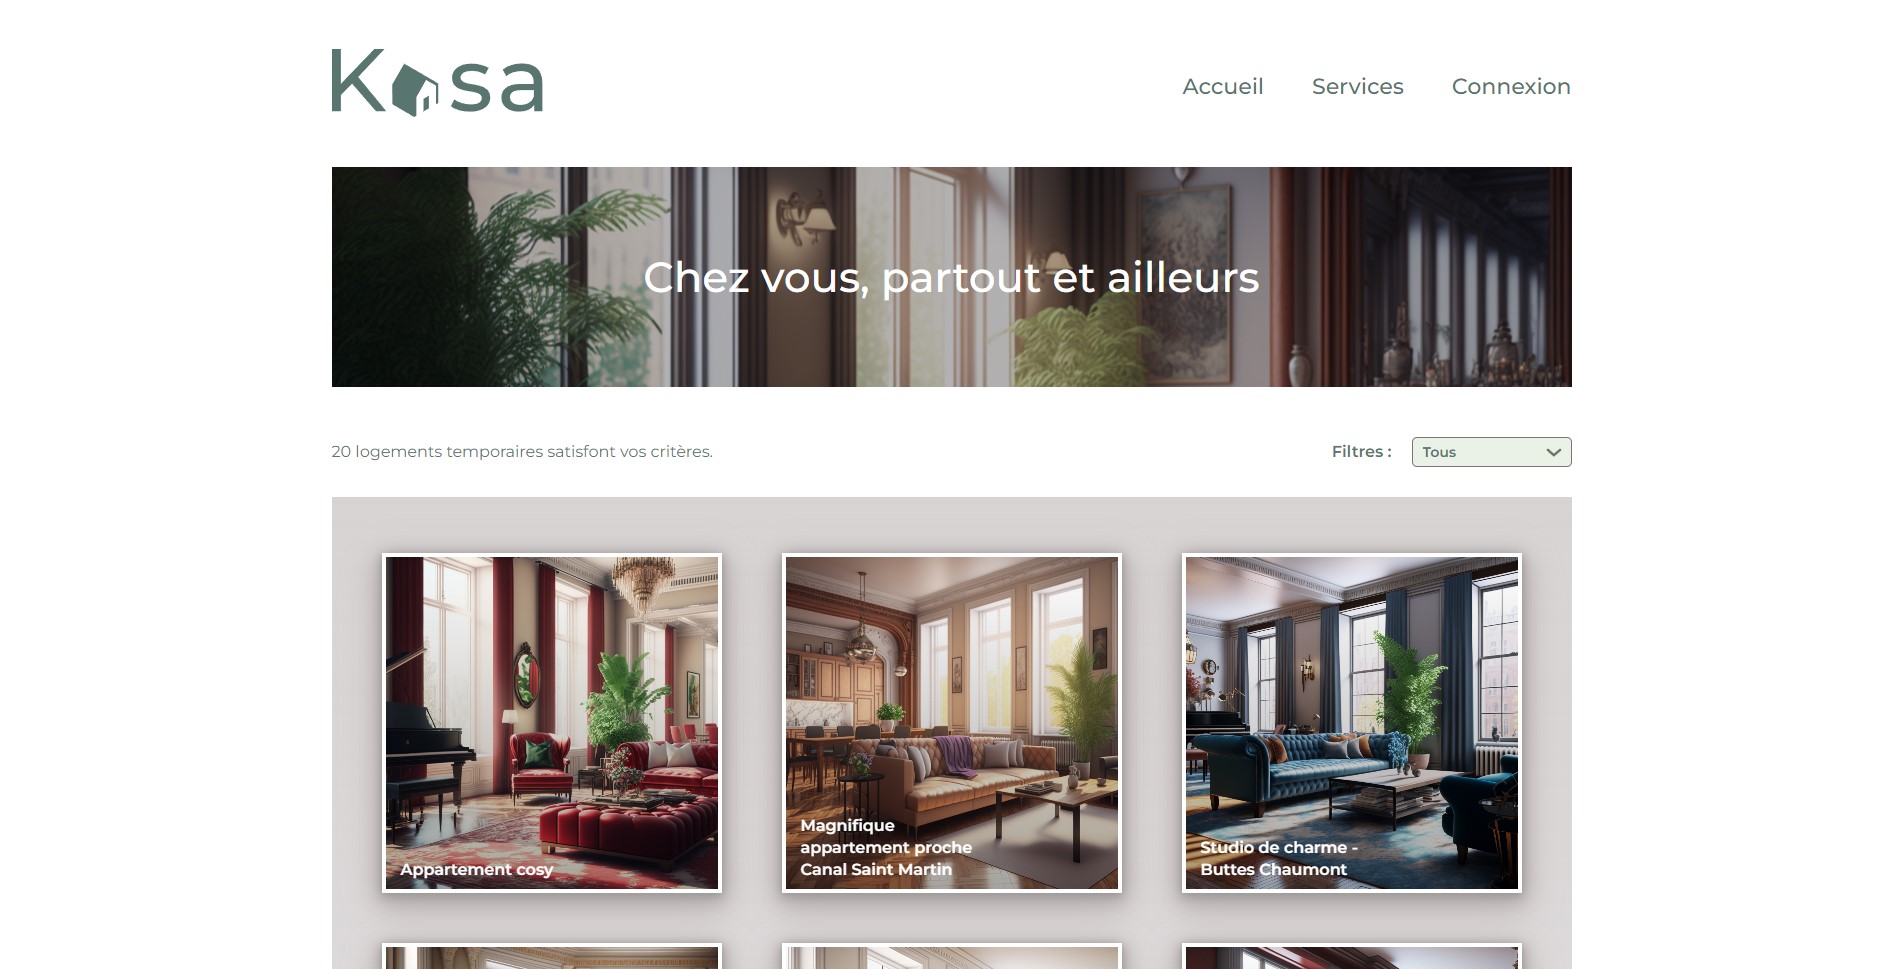 Kasa
Accueil Services Connexion
Chez vous, partout et ailleurs
20 logements temporaires satisfont vos critères.
Filtres : Tous
Appartement cosy
Magnifique
appartement proche
Canal Saint Martin
Studio de charme -
Buttes Chaumont